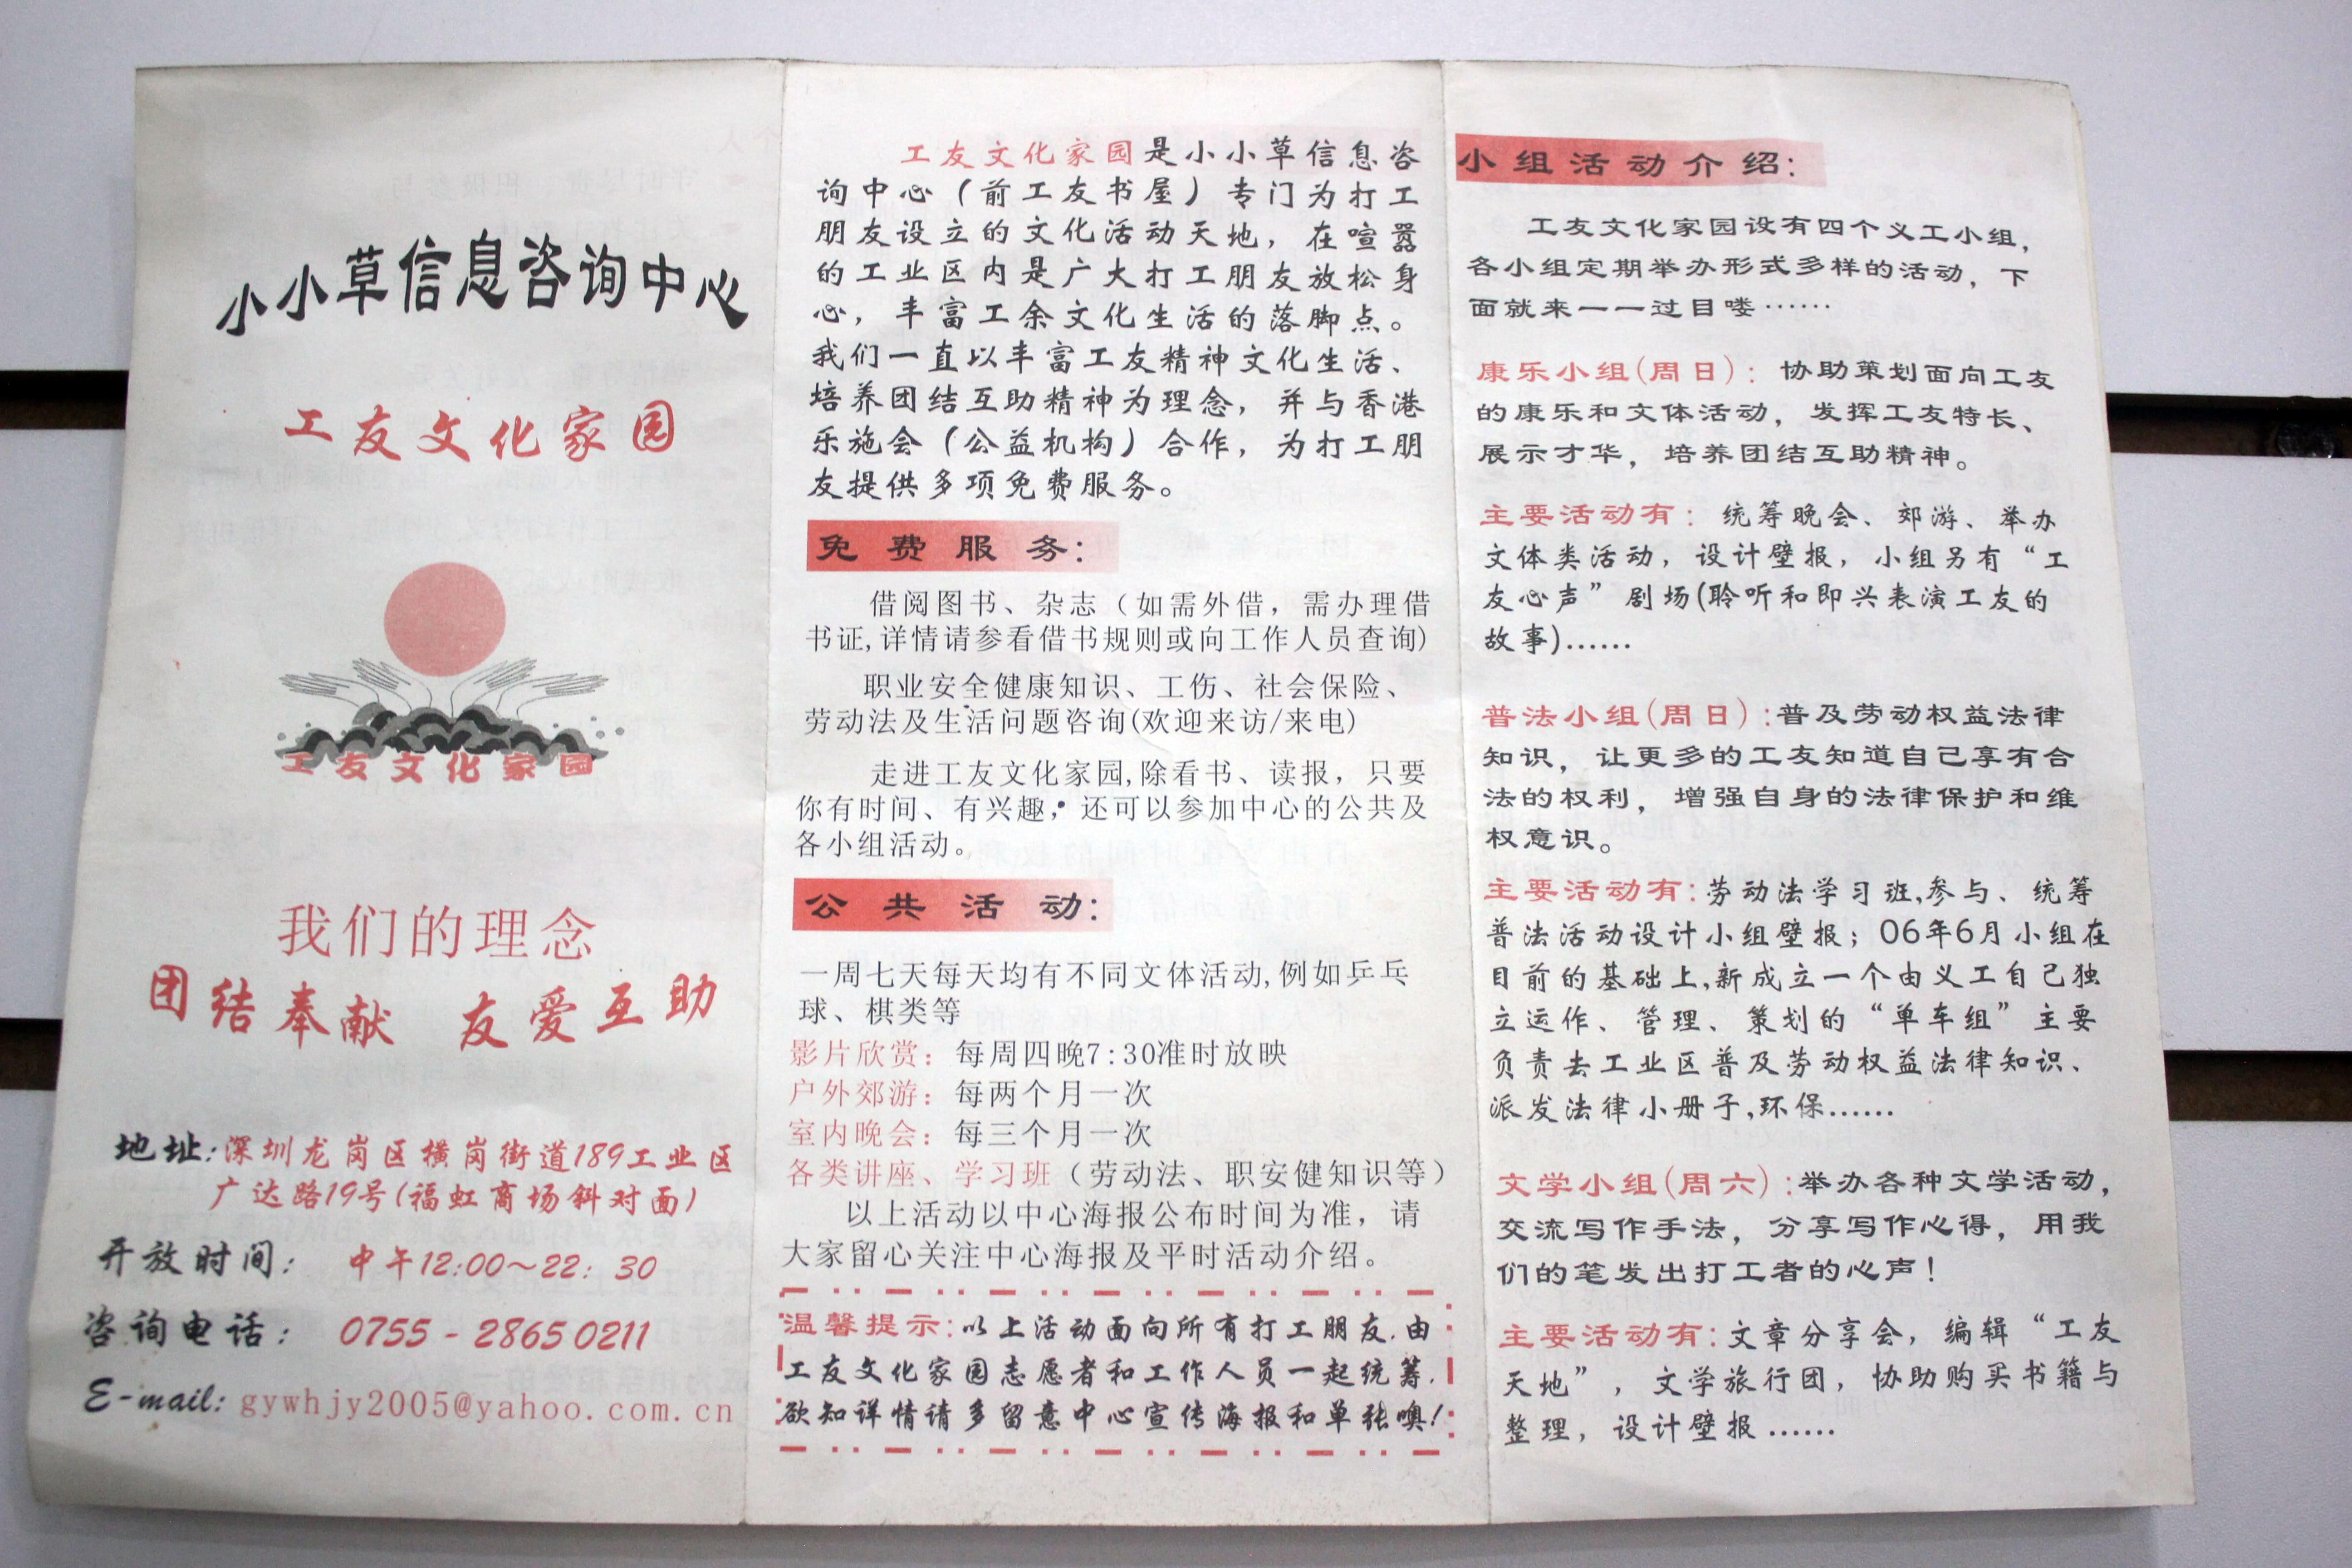 小小草信息咨询中心
工友文化家园
工友文化家园
我们的理念
团结奉献 友爱互助
地址:深圳龙岗区横岗街道189工业区
广达路19号(福虹商场斜对面)
开放时间: 中午12:00~22: 30
咨询电话: 0755 - 2865 0211
E-mail: gywhjy2005@yahoo.com.cn
工友文化家园是小小草信息咨
询中心（前工友书屋）专门为打工
朋友设立的文化活动天地，在喧嚣
的工业区内是广大打工朋友放松身
心，丰富工余文化生活的落脚点。
我们一直以丰富工友精神文化生活、
培养团结互助精神为理念，并与香港
乐施会（公益机构）合作，为打工朋
友提供多项免费服务。
免费服务:
借阅图书、杂志（如需外借，需办理借
书证,详情请参看借书规则或向工作人员查询)
职业安全健康知识、工伤、社会保险、
劳动法及生活问题咨询(欢迎来访/来电)
走进工友文化家园,除看书、读报，只要
你有时间、有兴趣，还可以参加中心的公共及
各小组活动。
公共活动:
一周七天每天均有不同文体活动,例如乒乓
球、棋类等
影片欣赏：每周四晚7:30准时放映
户外郊游：每两个月一次
室内晚会：每三个月一次
各类讲座、学习班（劳动法、职安健知识等）
以上活动以中心海报公布时间为准，请
大家留心关注中心海报及平时活动介绍。
温馨提示:以上活动面向所有打工朋友.由
工友文化家园志愿者和工作人员一起统筹.
欲知详情请多留意中心宣传海报和单张噢!
小组活动介绍:
工友文化家园设有四个义工小组，
各小组定期举办形式多样的活动，下
面就来一一过目喽……
康乐小组(周日)：协助策划面向工友
的康乐和文体活动，发挥工友特长、
展示才华，培养团结互助精神。
主要活动有：统筹晚会、郊游、举办
文体类活动，设计壁报，小组另有“工
友心声”剧场(聆听和即兴表演工友的
故事)……
普法小组(周日):普及劳动权益法律
知识，让更多的工友知道自己享有合
法的权利，增强自身的法律保护和维
权意识。
主要活动有:劳动法学习班,参与、统筹
普法活动设计小组壁报；06年6月小组在
目前的基础上,新成立一个由义工自己独
立运作、管理、策划的“单车组”主要
负责去工业区普及劳动权益法律知识、
派发法律小册子,环保……
文学小组(周六):举办各种文学活动，
交流写作手法，分享写作心得，用我
们的笔发出打工者的心声!
主要活动有:文章分享会，编辑“工友
天地”，文学旅行团，协助购买书籍与
整理，设计壁报……